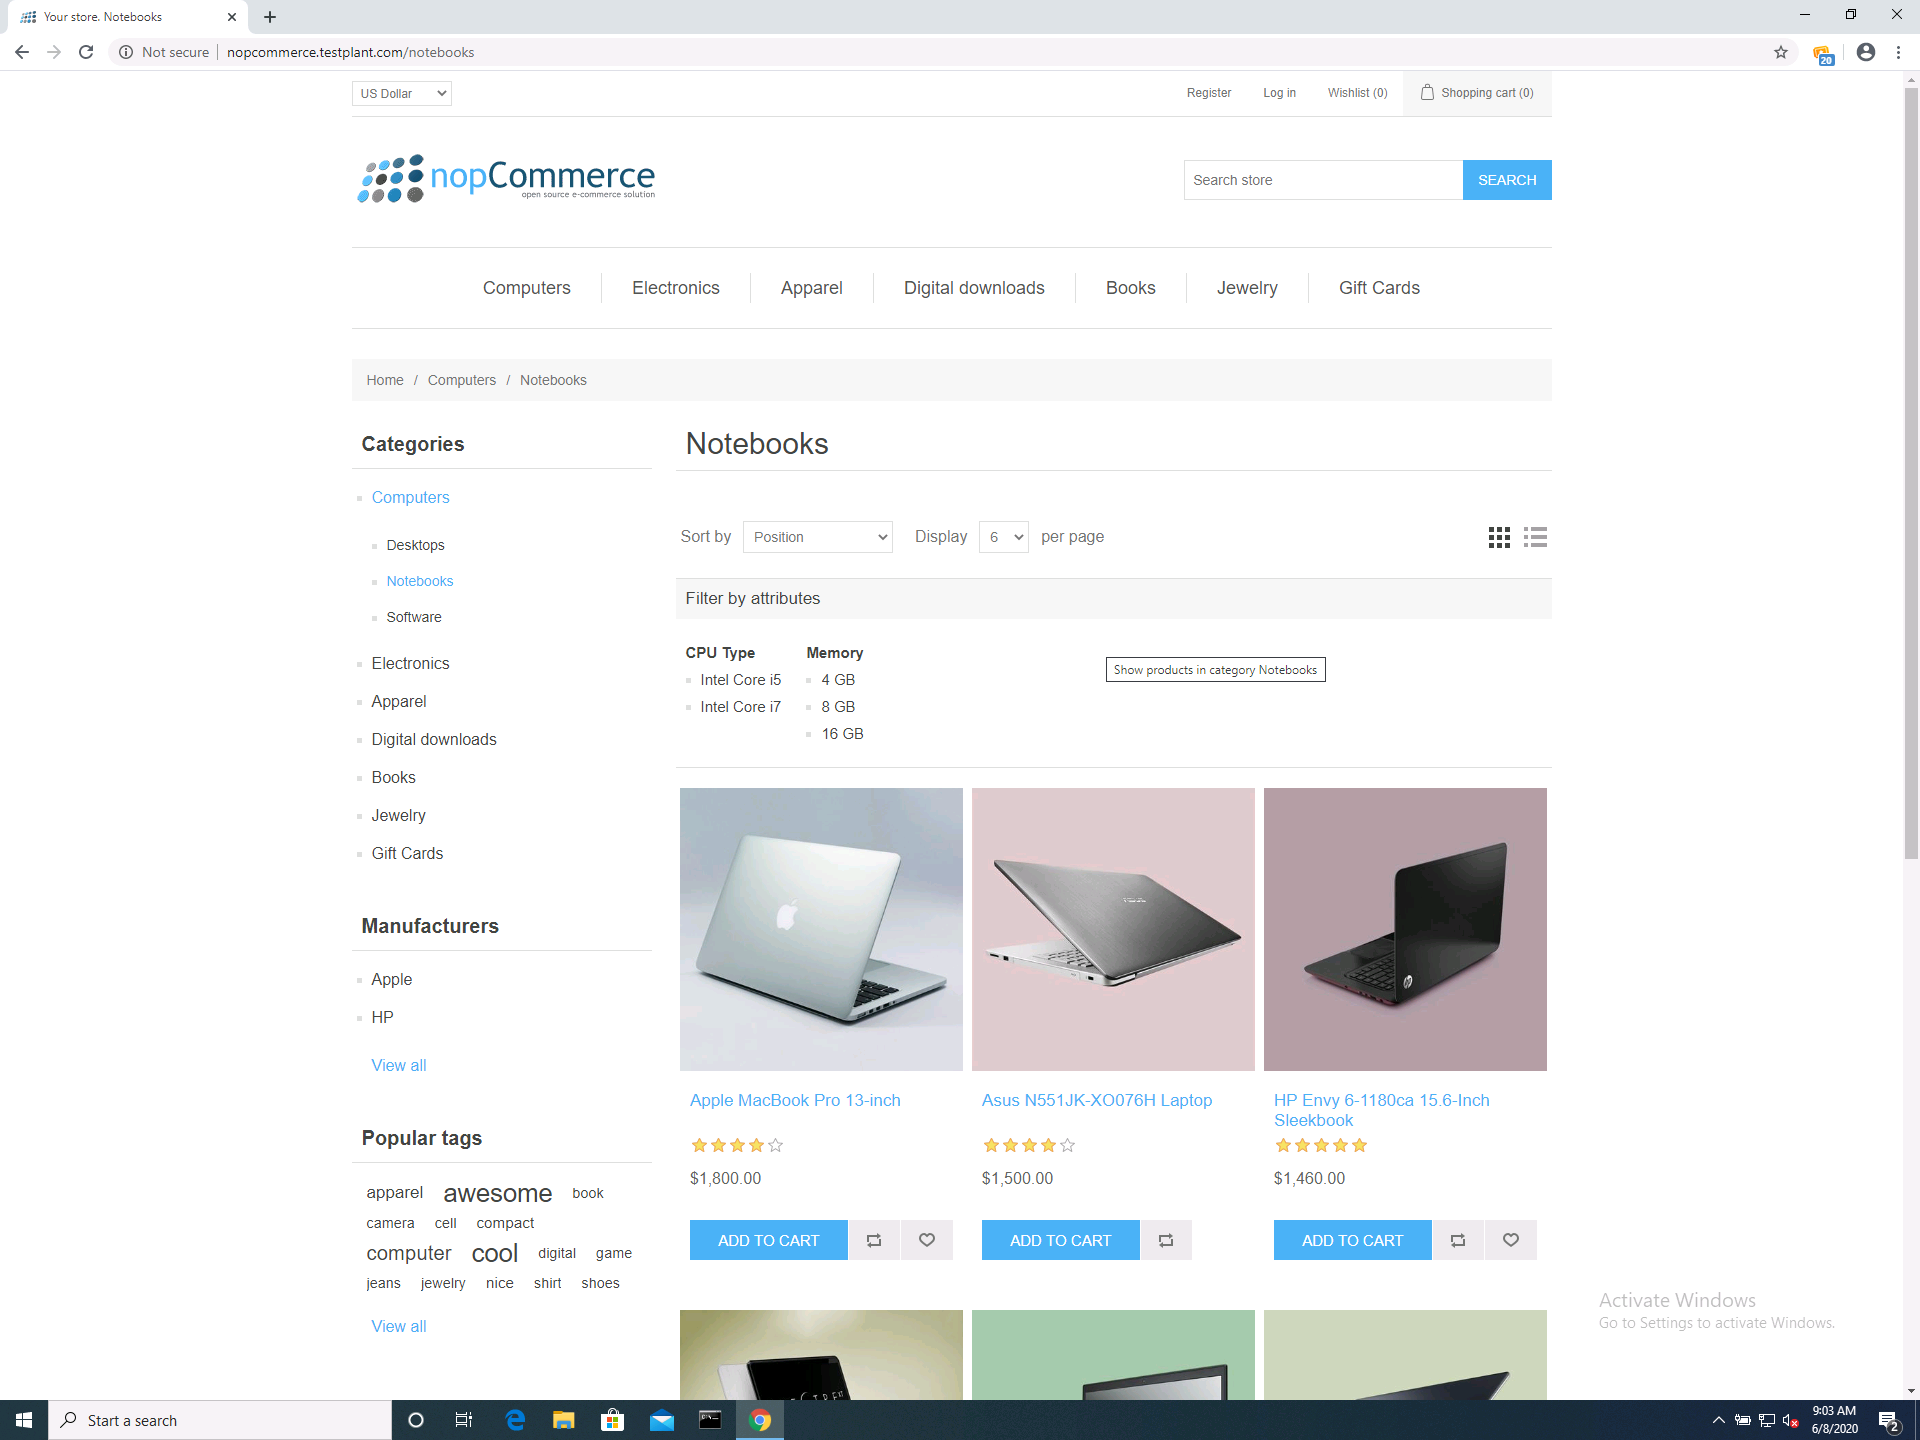 Your store. Notebooks
Not secure
nopcommerce.testplant.com/notebooks
20
US Dollar
Register
Log in
Wishlist (0)
Shopping cart (0)
nopCommerce
open source e-commerce solution
Search store
SEARCH
Computers
Electronics
Apparel
Digital downloads
Books
Jewelry
Gift Cards
Home / Computers / Notebooks
Categories
Computers
Desktops
Notebooks
Software
Electronics
Apparel
Digital downloads
Books
Jewelry
Gift Cards
Manufacturers
Apple
HP
View all
Popular tags
apparel awesome book
camera cell compact
computer cool digital game
jeans jewelry nice shirt shoes
View all
Notebooks
Sort by Position Display 6 per page
Filter by attributes
CPU Type
Intel Core i5
Intel Core i7
Memory
4 GB
8 GB
16 GB
Show products in category Notebooks
Apple MacBook Pro 13-inch
$1,800.00
ADD TO CART
Asus N551JK-XO076H Laptop
$1,500.00
ADD TO CART
HP Envy 6-1180ca 15.6-Inch
Sleekbook
$1,460.00
ADD TO CART
Activate Windows
Go to Settings to activate Windows.
Start a search
9:03 AM
6/8/2020
2